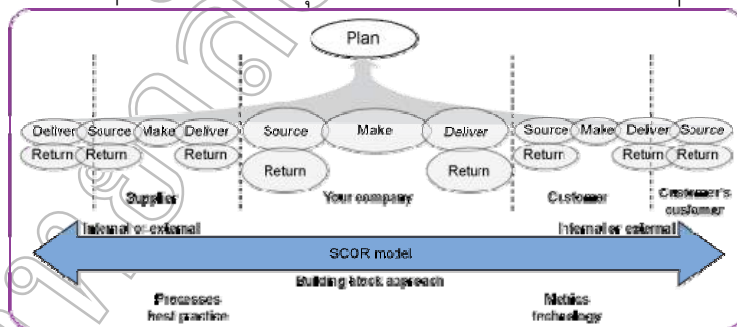 Plan
Deliver Source Make Deliver Source Make Deliver Source Make Deliver Source
Return Return Return Return Return Return Return Return
Supplier Your company Customer Customer's customer
Internal or external Internal or external
SCOR model
Building block approach
Processes Metrics
best practice technology